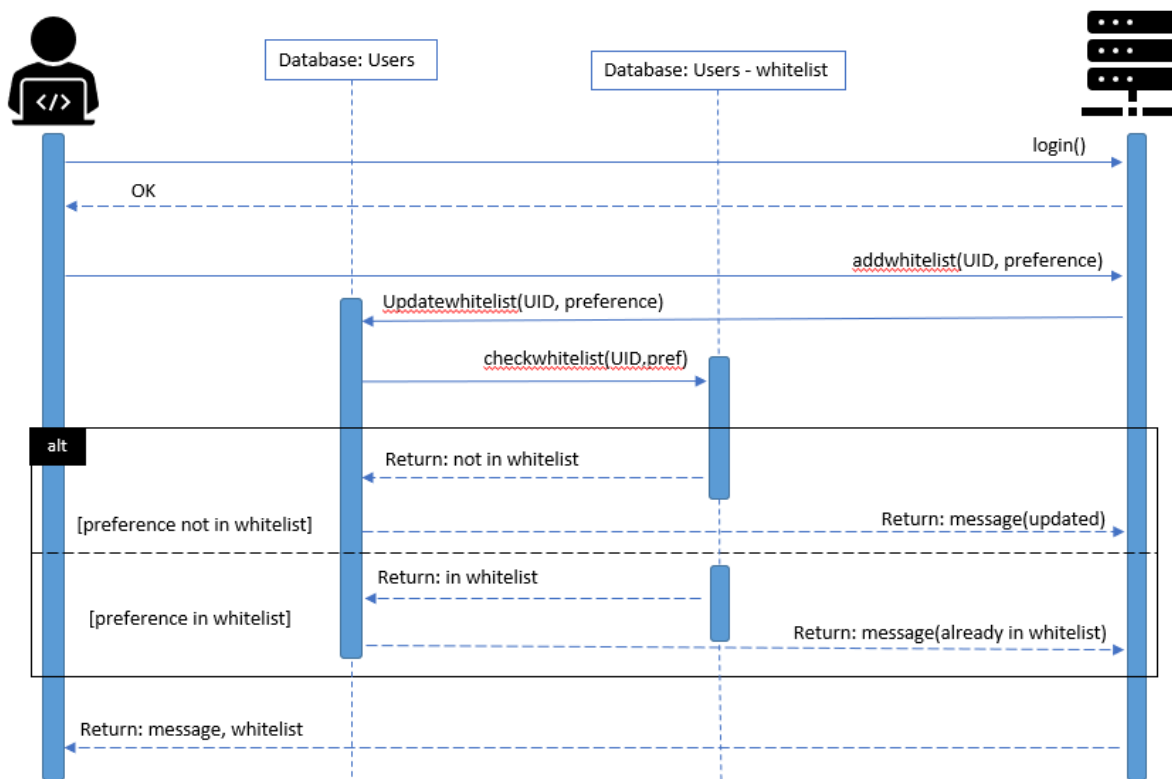 Database: Users
Database: Users - whitelist
</>
login()
OK
addwhitelist(UID, preference)
Updatewhitelist(UID, preference)
checkwhitelist(UID,pref)
alt
Return: not in whitelist
[preference not in whitelist]
Return: message(updated)
Return: in whitelist
[preference in whitelist]
Return: message(already in whitelist)
Return: message, whitelist